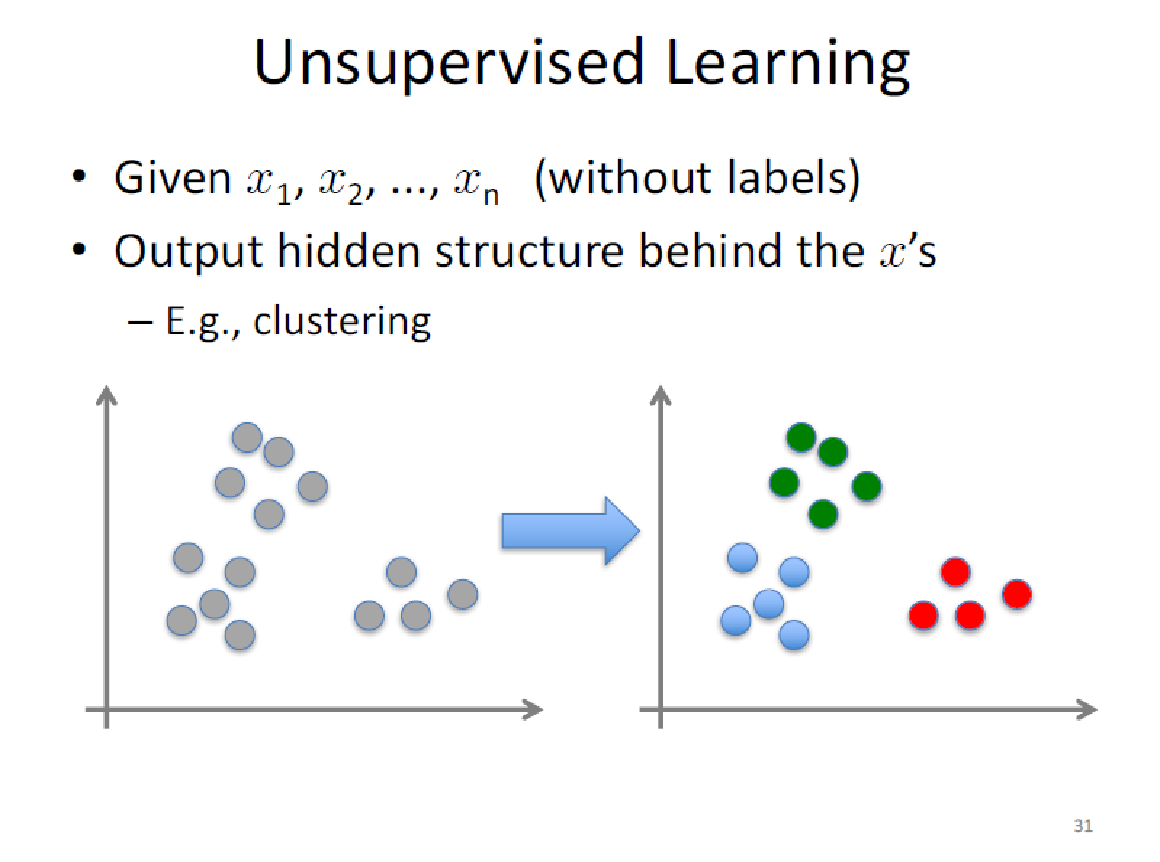 Unsupervised Learning
• Given x1, x2, ..., xn (without labels)
• Output hidden structure behind the x's
– E.g., clustering
31